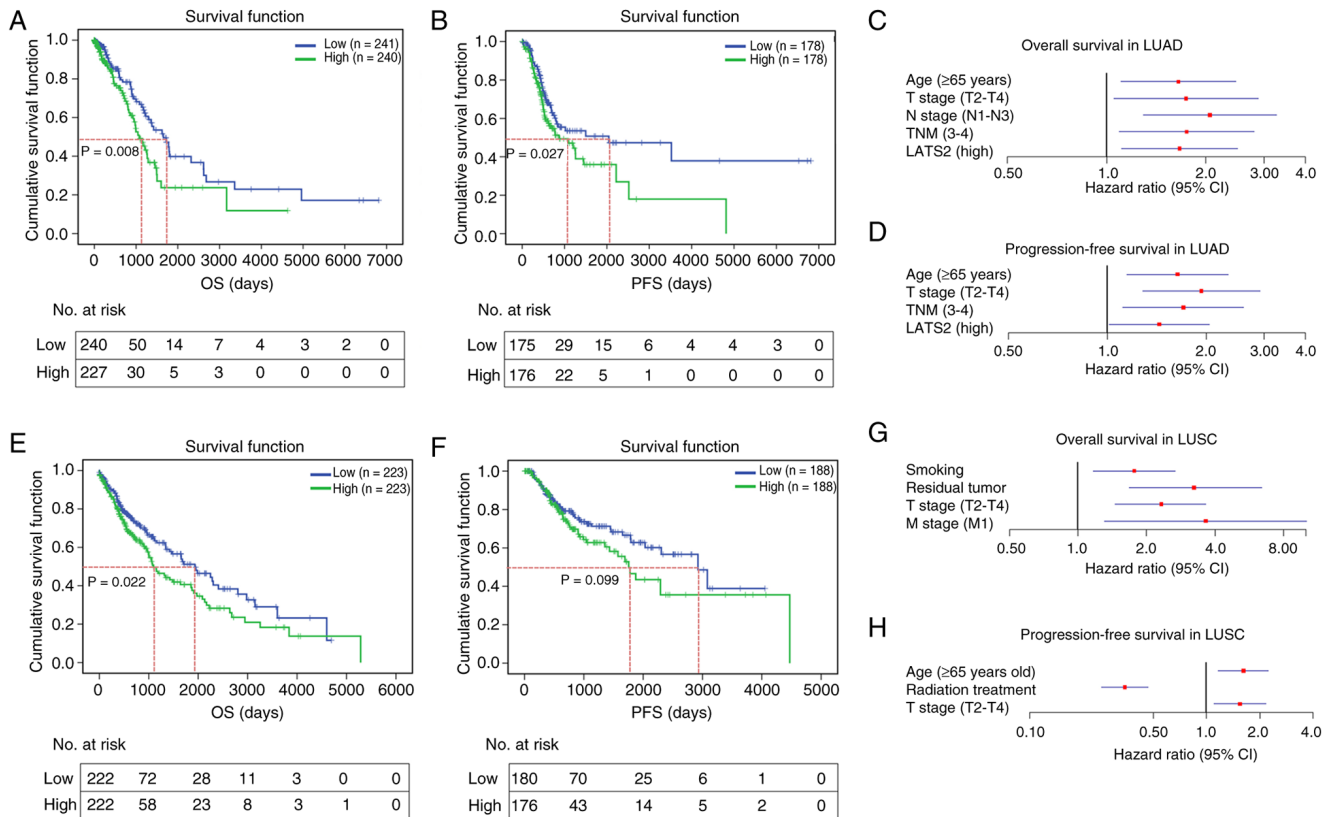 A
Survival function
Low (n = 241)
High (n = 240)
Cumulative survival function
1.0
0.8
0.6
0.4
0.2
0.0
P = 0.008
0 1000 2000 3000 4000 5000 6000 7000
OS (days)
No. at risk
Low 240 50 14 7 4 3 2 0
High 227 30 5 3 0 0 0 0
B
Survival function
Low (n = 178)
High (n = 178)
Cumulative survival function
1.0
0.8
0.6
0.4
0.2
0.0
P = 0.027
0 1000 2000 3000 4000 5000 6000 7000
PFS (days)
No. at risk
Low 175 29 15 6 4 4 3 0
High 176 22 5 1 0 0 0 0
C
Overall survival in LUAD
Age (≥65 years)
T stage (T2-T4)
N stage (N1-N3)
TNM (3-4)
LATS2 (high)
0.50 1.0 2.0 3.00 4.0
Hazard ratio (95% CI)
D
Progression-free survival in LUAD
Age (≥65 years)
T stage (T2-T4)
TNM (3-4)
LATS2 (high)
0.50 1.0 2.0 3.00 4.0
Hazard ratio (95% CI)
E
Survival function
Low (n = 223)
High (n = 223)
Cumulative survival function
1.0
0.8
0.6
0.4
0.2
0.0
P = 0.022
0 1000 2000 3000 4000 5000 6000
OS (days)
No. at risk
Low 222 72 28 11 3 0 0
High 222 58 23 8 3 1 0
F
Survival function
Low (n = 188)
High (n = 188)
Cumulative survival function
1.0
0.8
0.6
0.4
0.2
0.0
P = 0.099
0 1000 2000 3000 4000 5000
PFS (days)
No. at risk
Low 180 70 25 6 1 0
High 176 43 14 5 2 0
G
Overall survival in LUSC
Smoking
Residual tumor
T stage (T2-T4)
M stage (M1)
0.50 1.0 2.0 4.0 8.00
Hazard ratio (95% CI)
H
Progression-free survival in LUSC
Age (≥65 years old)
Radiation treatment
T stage (T2-T4)
0.10 0.50 1.0 2.0 4.0
Hazard ratio (95% CI)